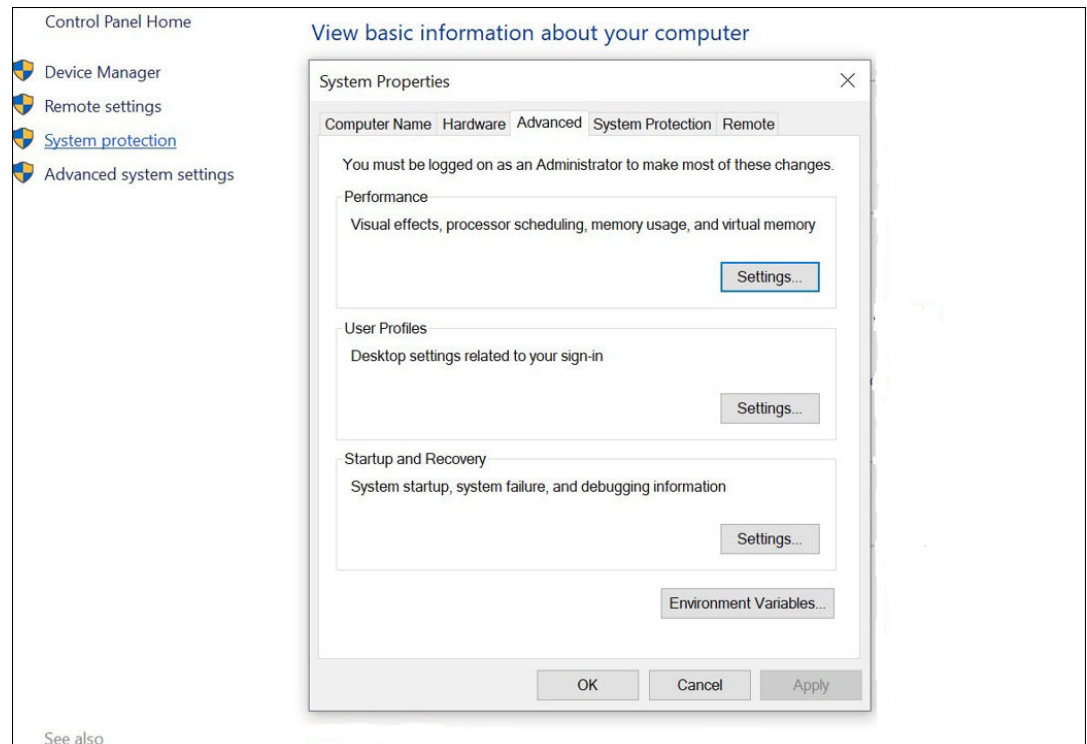 Control Panel Home
Device Manager
Remote settings
System protection
Advanced system settings
See also
View basic information about your computer
System Properties
Computer Name Hardware Advanced System Protection Remote
You must be logged on as an Administrator to make most of these changes.
Performance
Visual effects, processor scheduling, memory usage, and virtual memory
Settings...
User Profiles
Desktop settings related to your sign-in
Settings...
Startup and Recovery
System startup, system failure, and debugging information
Settings...
Environment Variables...
OK Cancel Apply